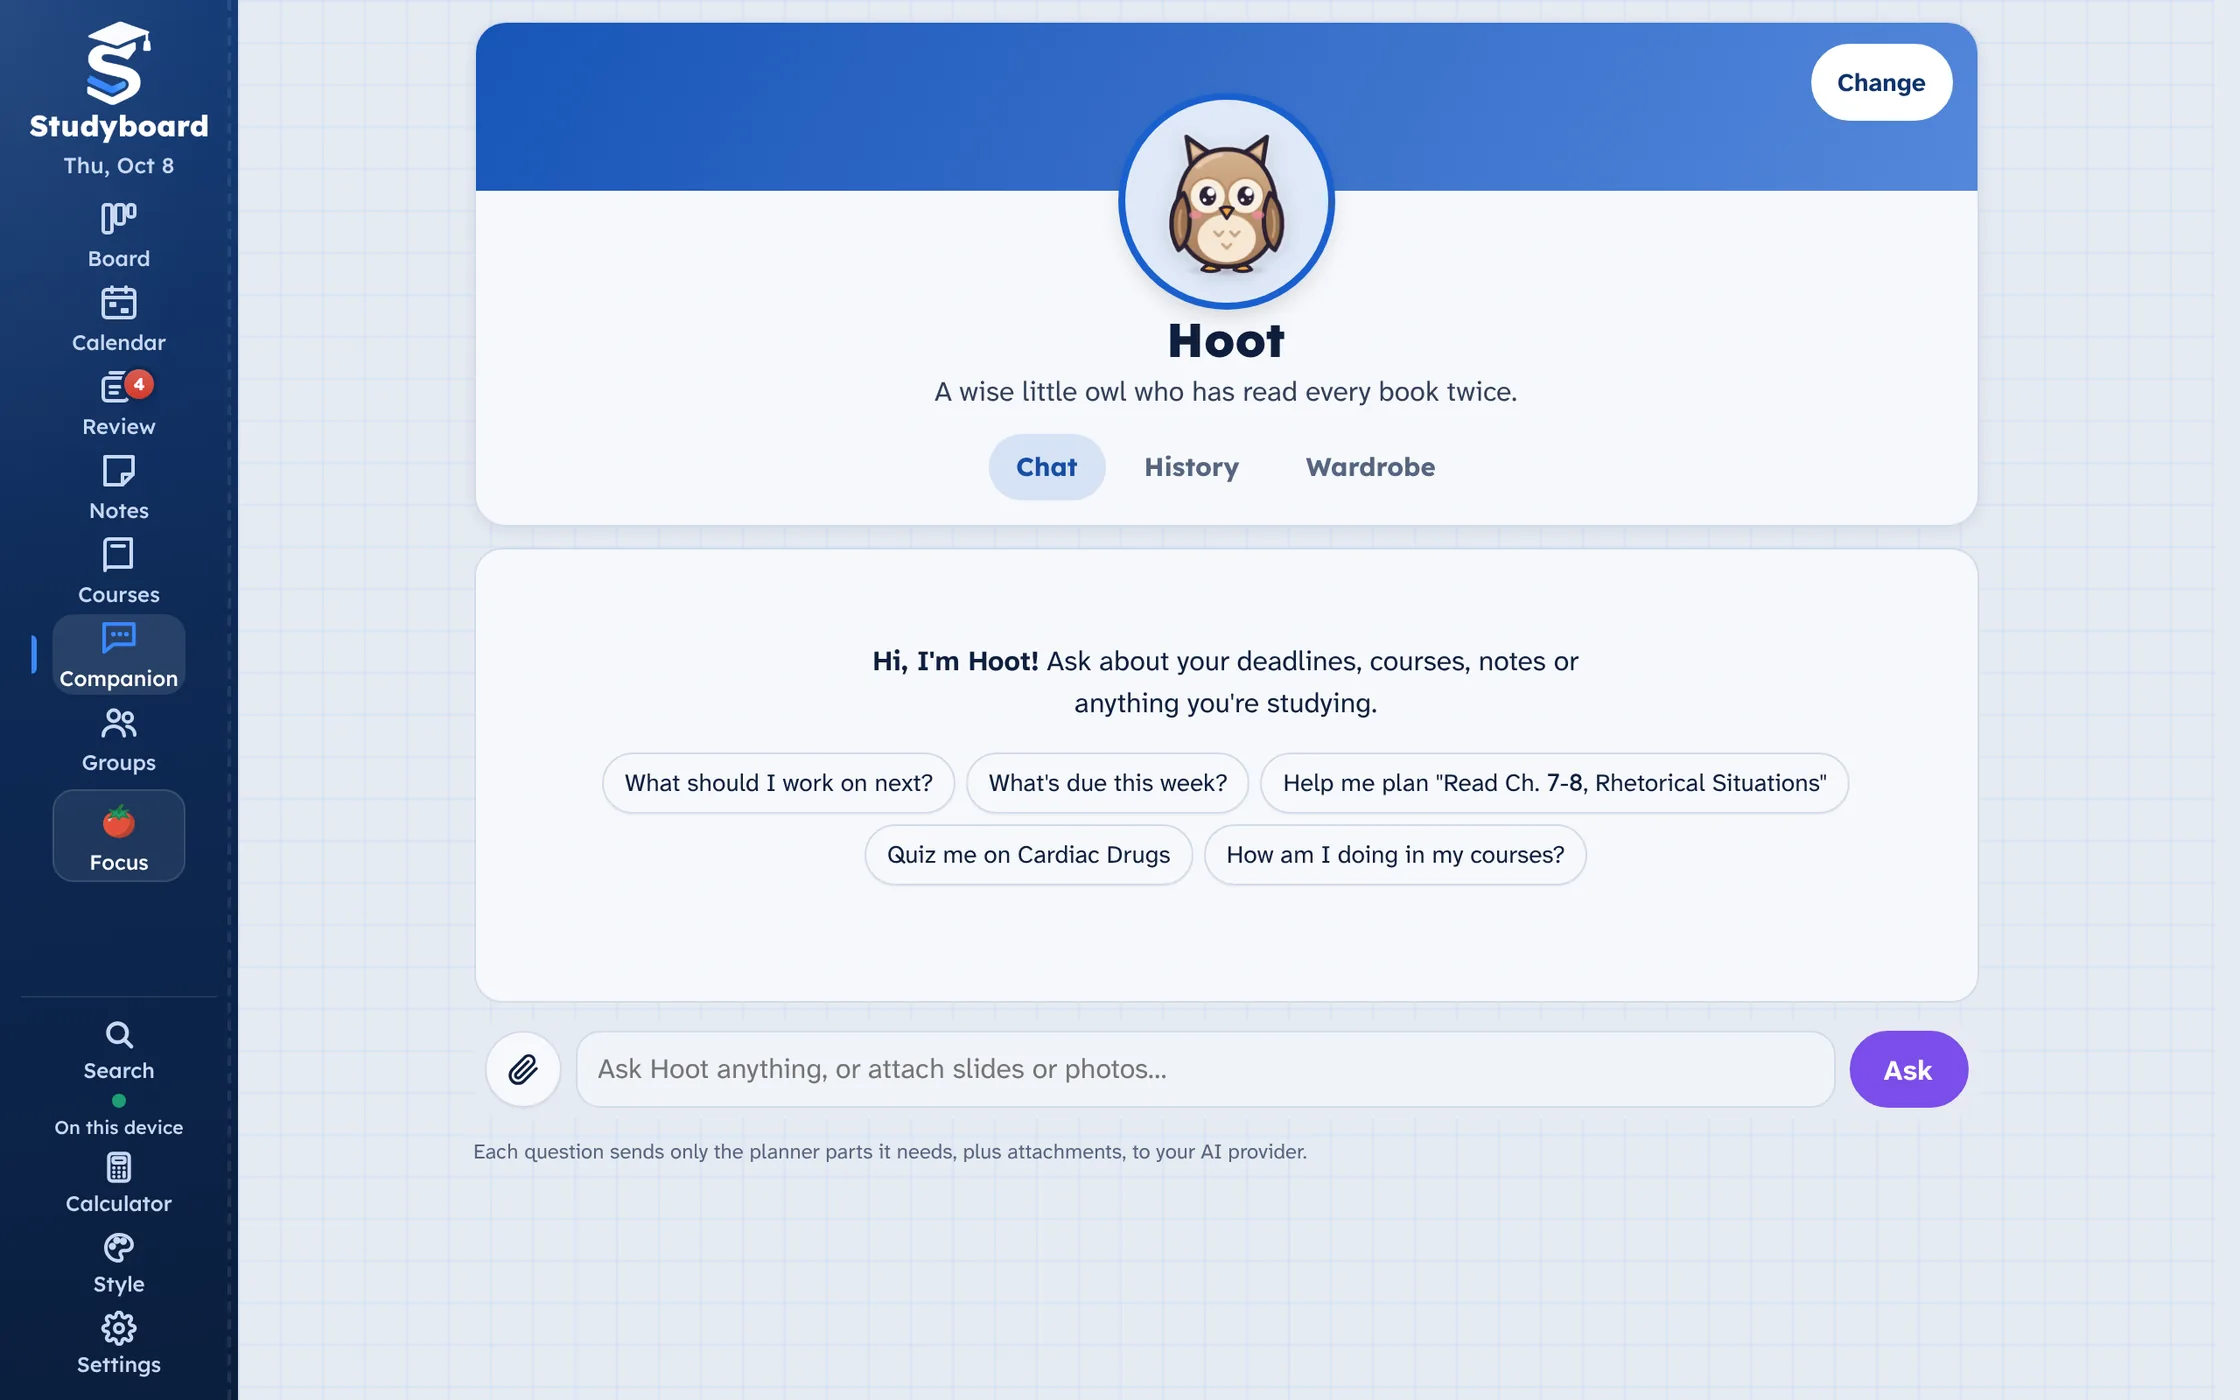 Studyboard
Thu, Oct 8
Board
Calendar
4
Review
Notes
Courses
Companion
Groups
Focus
Search
On this device
Calculator
Style
Settings
Change
Hoot
A wise little owl who has read every book twice.
Chat
History
Wardrobe
Hi, I'm Hoot! Ask about your deadlines, courses, notes or
anything you're studying.
What should I work on next?
What's due this week?
Help me plan "Read Ch. 7-8, Rhetorical Situations"
Quiz me on Cardiac Drugs
How am I doing in my courses?
Ask Hoot anything, or attach slides or photos...
Ask
Each question sends only the planner parts it needs, plus attachments, to your AI provider.